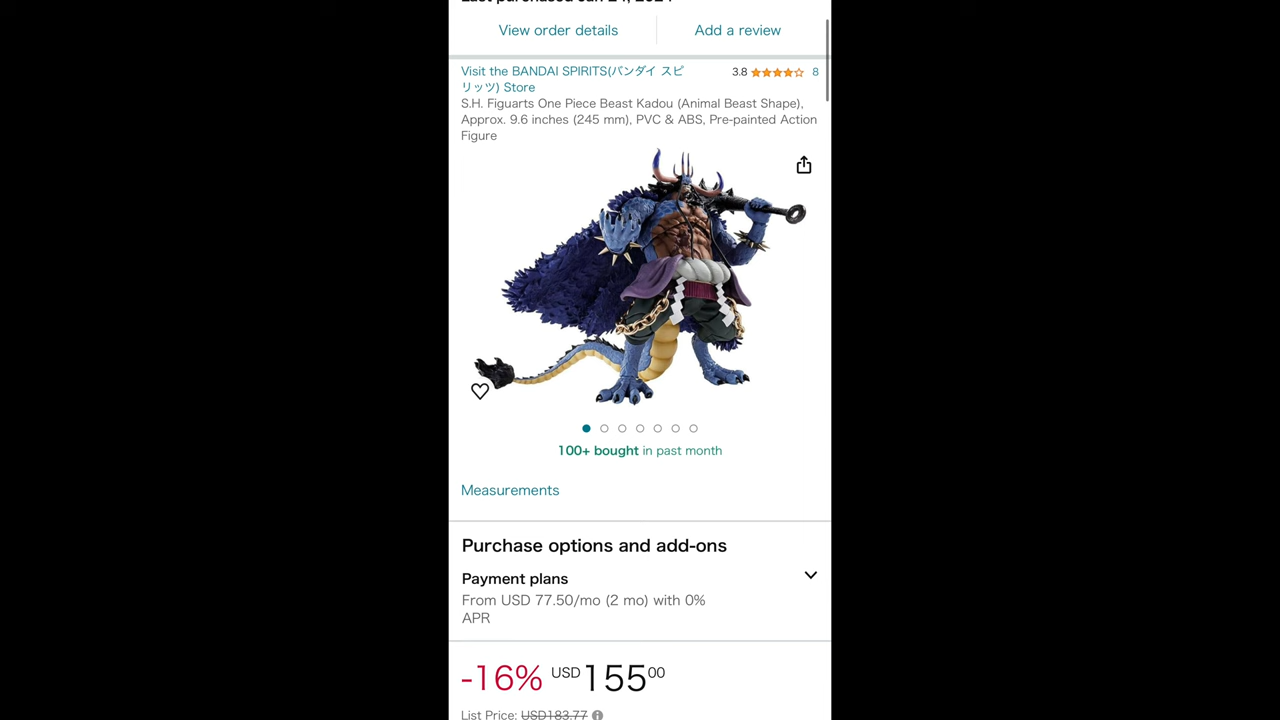 View order details
Add a review
Visit the BANDAI SPIRITS(バンダイ スピ
リッツ) Store
3.8
8
S.H. Figuarts One Piece Beast Kadou (Animal Beast Shape),
Approx. 9.6 inches (245 mm), PVC & ABS, Pre-painted Action
Figure
100+ bought in past month
Measurements
Purchase options and add-ons
Payment plans
From USD 77.50/mo (2 mo) with 0%
APR
-16% USD 155 00
List Price: USD183.77